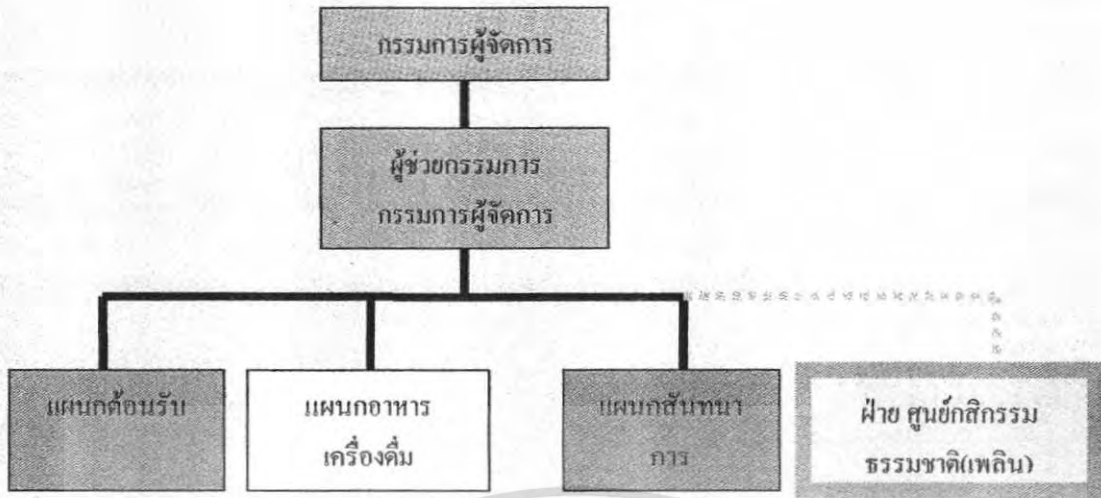 กรรมการผู้จัดการ
ผู้ช่วยกรรมการ
กรรมการผู้จัดการ
แผนกต้อนรับ
แผนกอาหาร
เครื่องดื่ม
แผนกสันทนา
การ
ฝ่าย ศูนย์กสิกรรม
ธรรมชาติ(เพลิน)